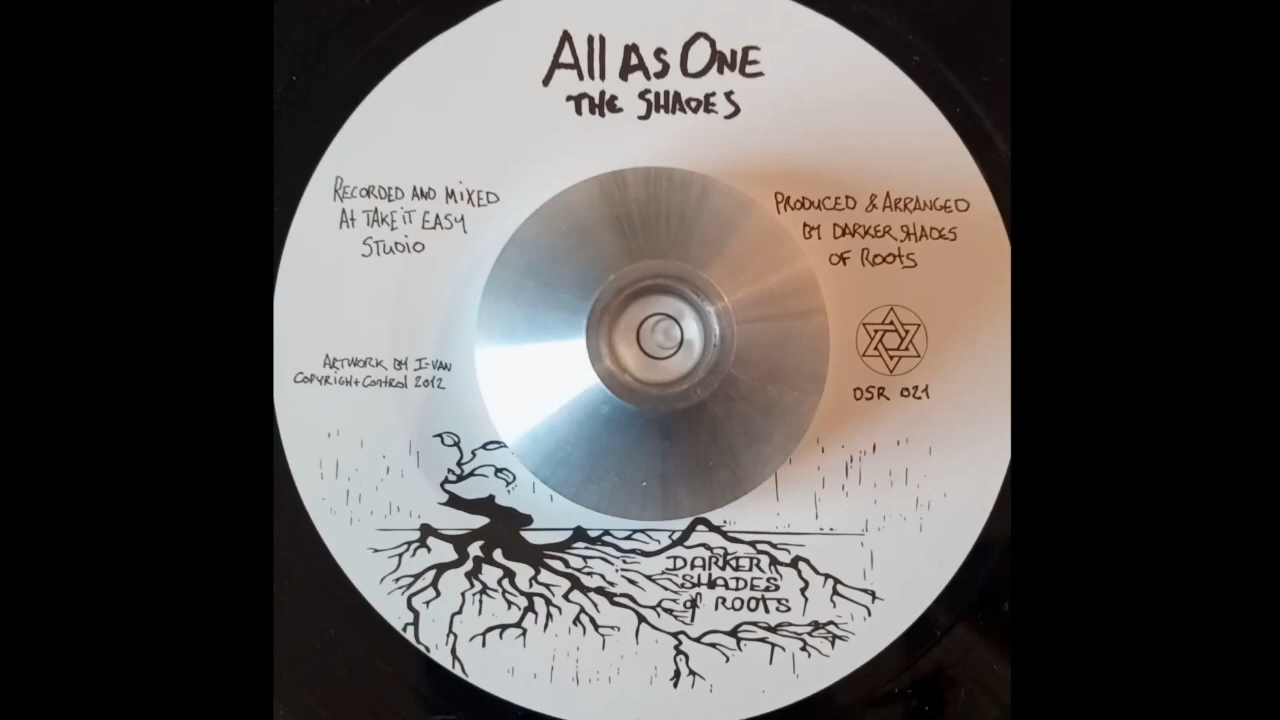 All As One
THE SHADES
RECORDED AND MIXED
At TAKE iT EASY
STUDiO
PRODUCED & ARRANGED
BY DARKER SHADES
OF ROOts
ARTWORK BY I-VAN
COPYRIGH+CONtROl 2012
DSR 021
DARKER
SHADES
of ROOTS